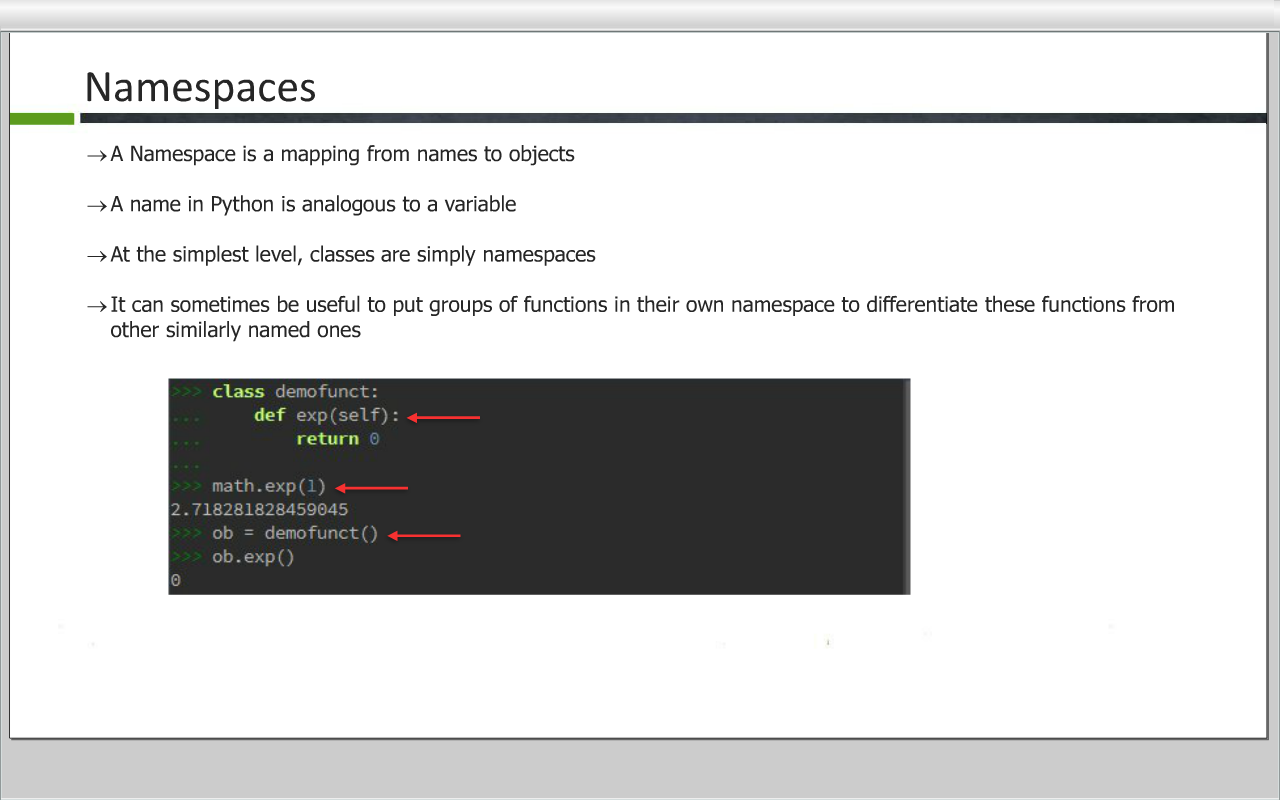 Namespaces
→A Namespace is a mapping from names to objects
→A name in Python is analogous to a variable
→At the simplest level, classes are simply namespaces
→It can sometimes be useful to put groups of functions in their own namespace to differentiate these functions from
other similarly named ones
>>> class demofunct:
...     def exp(self):
...         return 0
...
>>> math.exp(1)
2.718281828459045
>>> ob = demofunct()
>>> ob.exp()
0